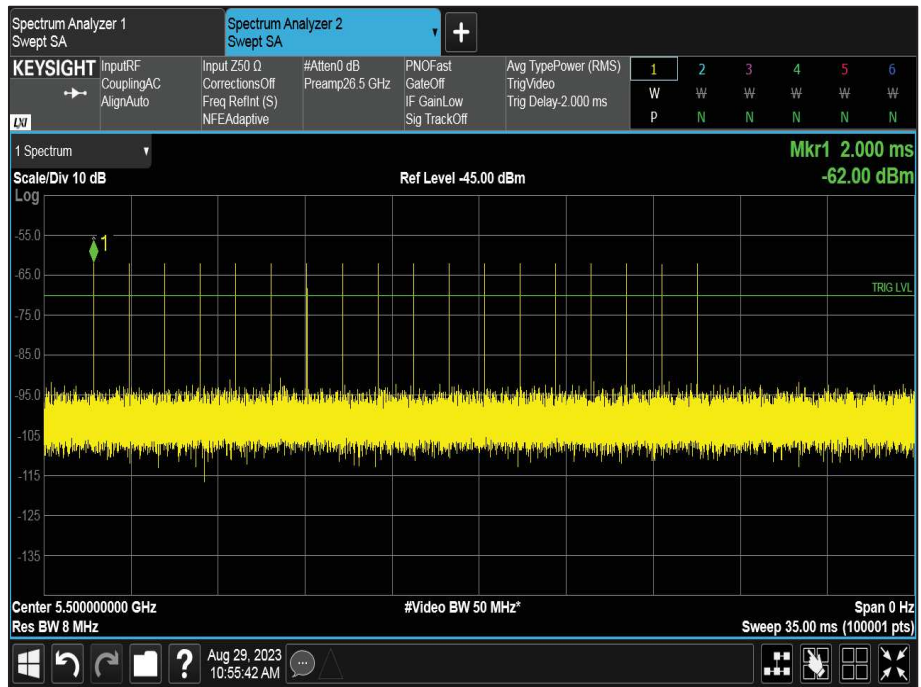 Spectrum Analyzer 1
Swept SA
Spectrum Analyzer 2
Swept SA
+
KEYSIGHT
LXI
InputRF
CouplingAC
AlignAuto
Input Z50 Ω
CorrectionsOff
Freq RefInt (S)
NFEAdaptive
#Atten0 dB
Preamp26.5 GHz
PNOFast
GateOff
IF GainLow
Sig TrackOff
Avg TypePower (RMS)
TrigVideo
Trig Delay-2.000 ms
1 2 3 4 5 6
W W W W W W
P N N N N N
1 Spectrum
Mkr1 2.000 ms
Scale/Div 10 dB
Ref Level -45.00 dBm
-62.00 dBm
Log
1
-55.0
-65.0
TRIG LVL
-75.0
-85.0
-95.0
-105
-115
-125
-135
Center 5.500000000 GHz
#Video BW 50 MHz*
Span 0 Hz
Res BW 8 MHz
Sweep 35.00 ms (100001 pts)
?
Aug 29, 2023
10:55:42 AM